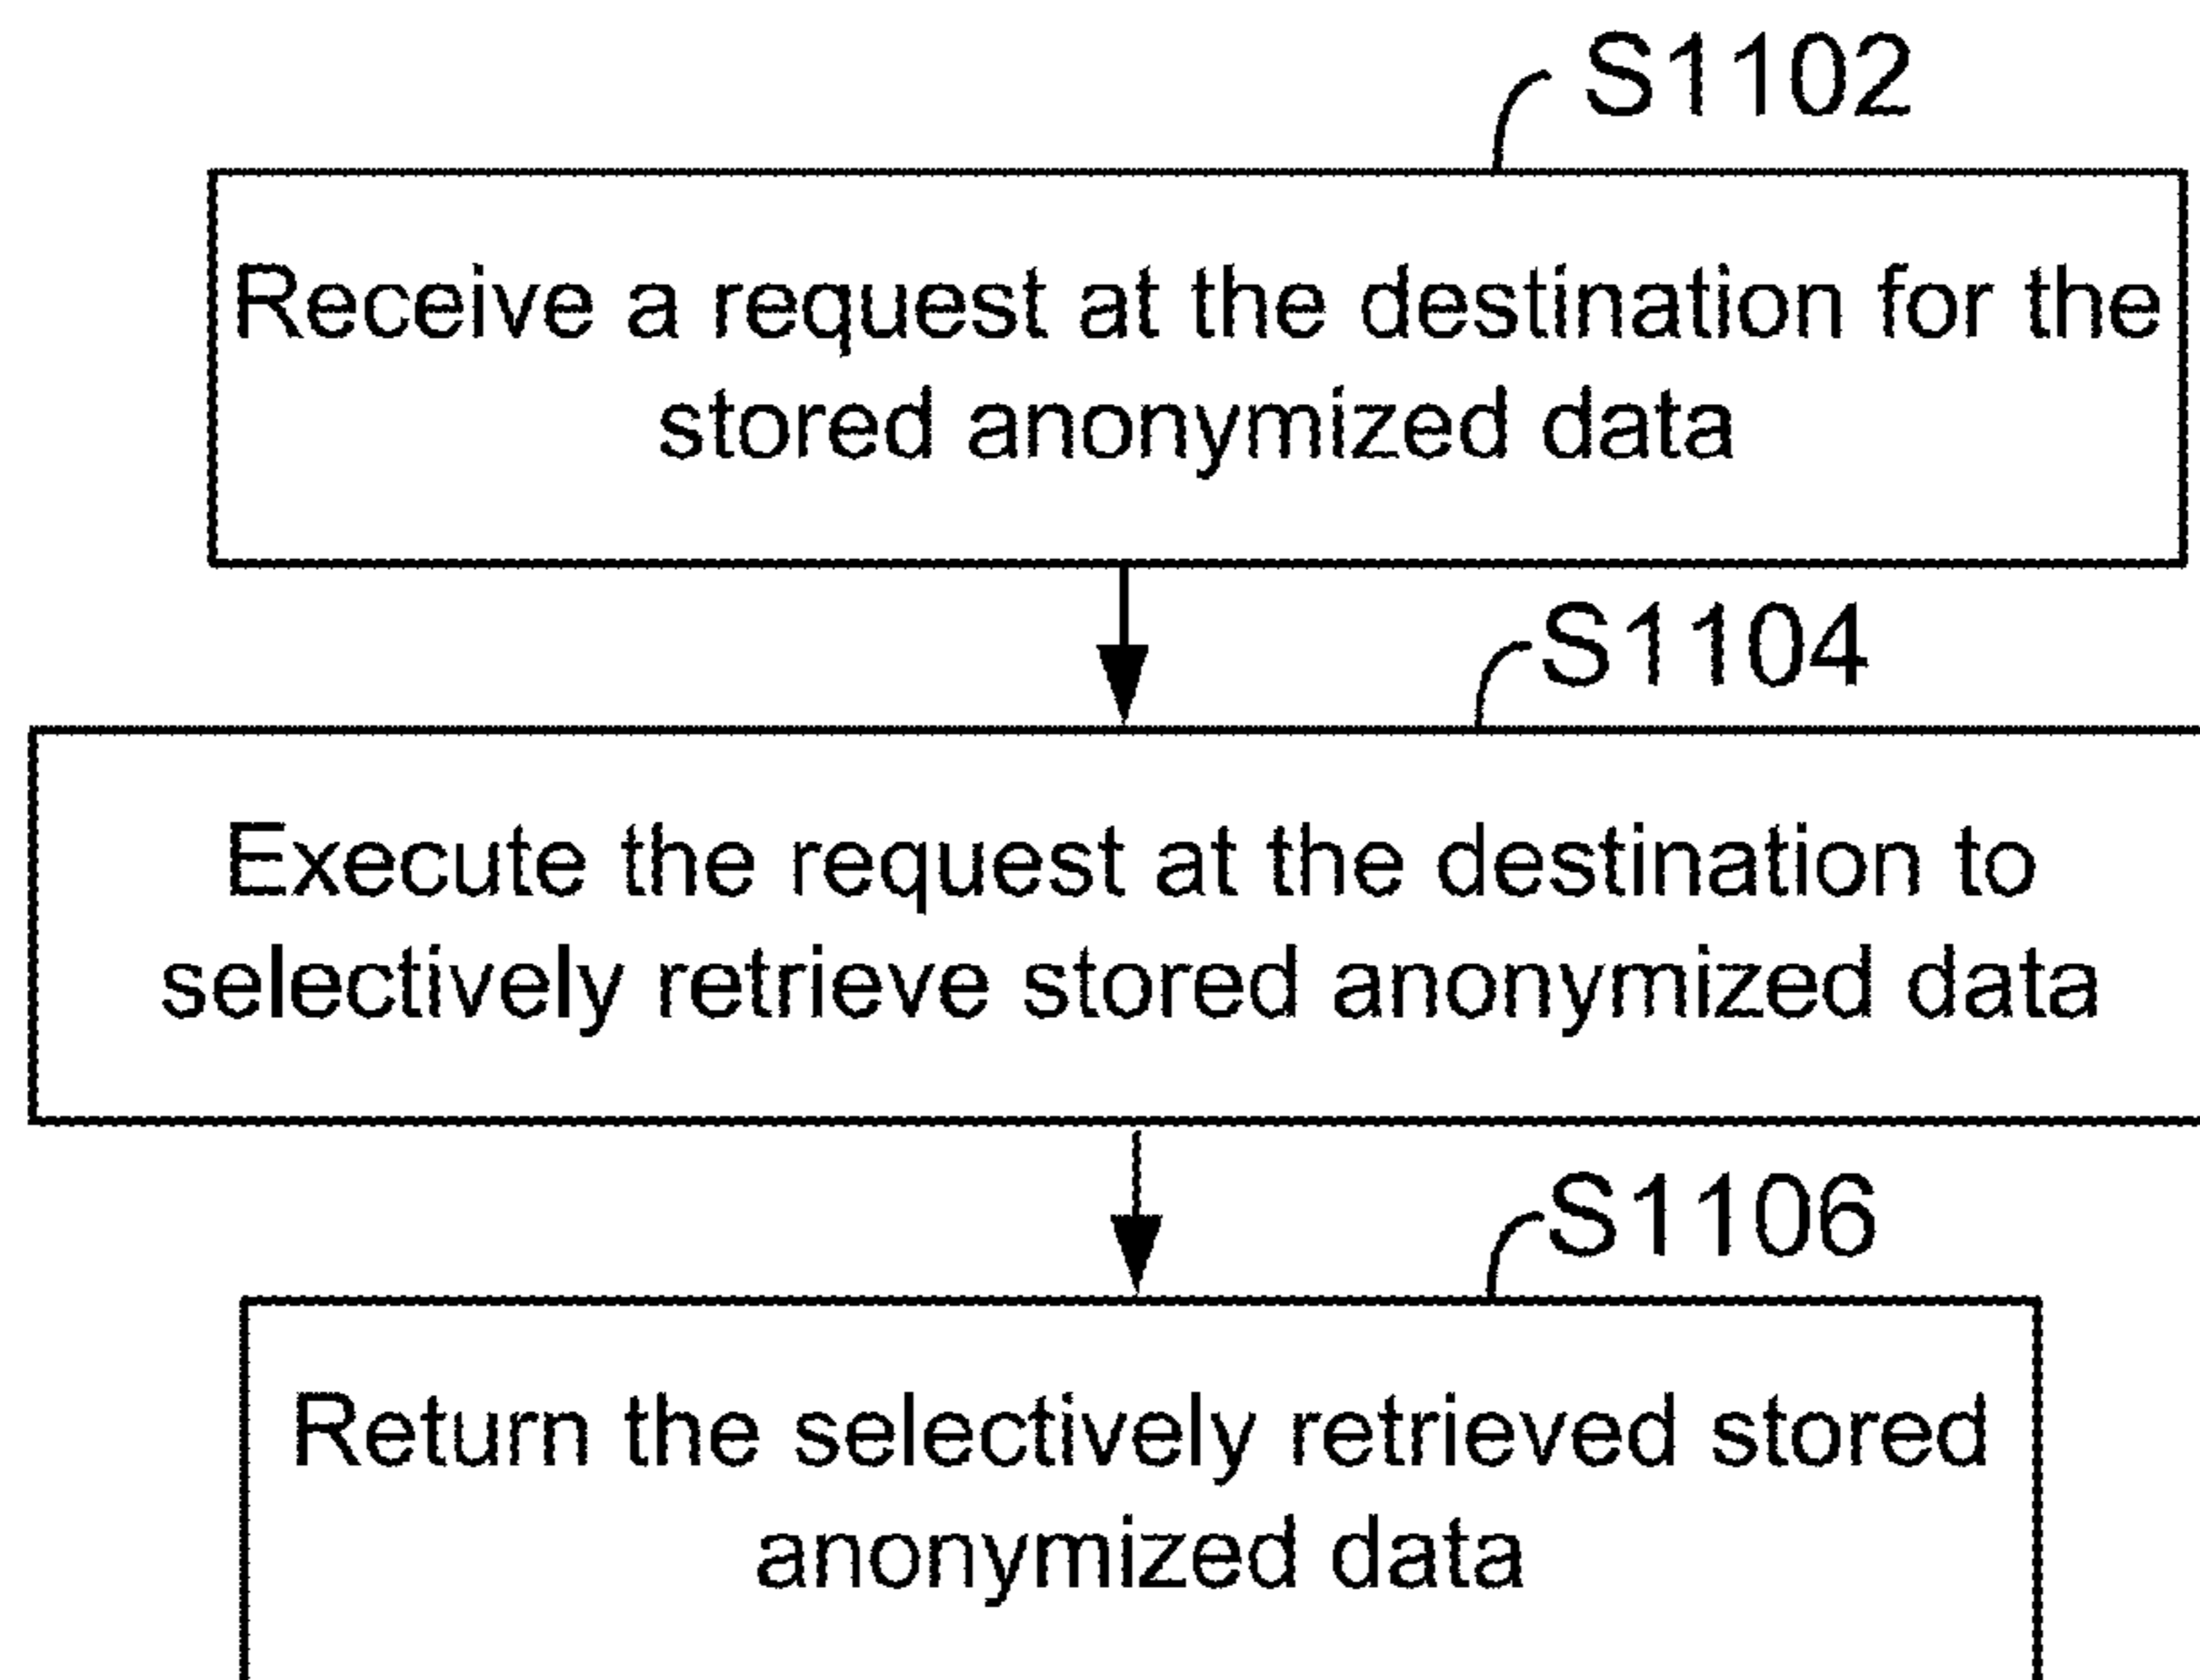 S1102
Receive a request at the destination for the
stored anonymized data
S1104
Execute the request at the destination to
selectively retrieve stored anonymized data
S1106
Return the selectively retrieved stored
anonymized data